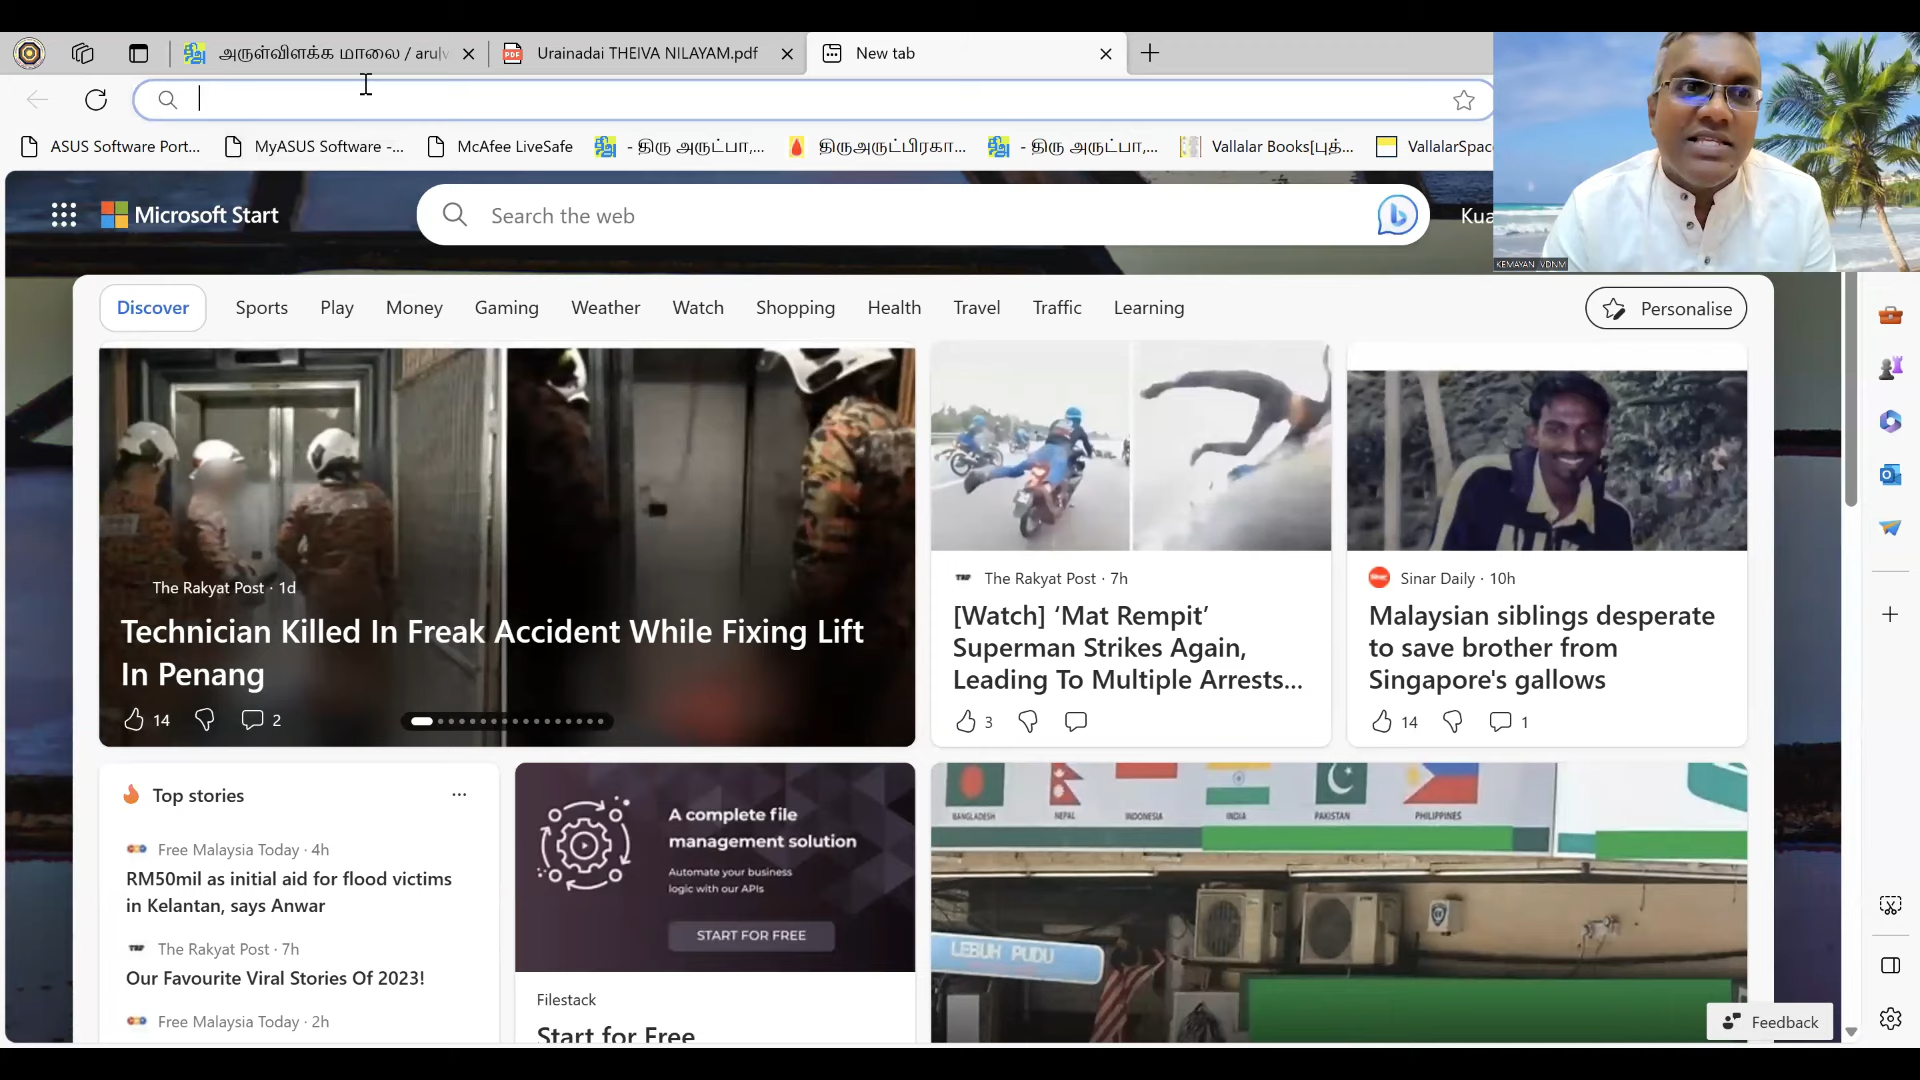 அருள்விளக்க மாலை / arulv
Urainadai THEIVA NILAYAM.pdf
New tab
ASUS Software Port...
MyASUS Software -...
McAfee LiveSafe
- திரு அருட்பா,...
திருஅருட்பிரகா...
- திரு அருட்பா,...
Vallalar Books[புத்...
VallalarSpace
KEMAYAN_VDNM
Microsoft Start
Search the web
Kua
Discover
Sports
Play
Money
Gaming
Weather
Watch
Shopping
Health
Travel
Traffic
Learning
Personalise
The Rakyat Post · 1d
Technician Killed In Freak Accident While Fixing Lift
In Penang
14
2
The Rakyat Post · 7h
[Watch] ‘Mat Rempit’
Superman Strikes Again,
Leading To Multiple Arrests...
3
Sinar Daily · 10h
Malaysian siblings desperate
to save brother from
Singapore's gallows
14
1
Top stories
Free Malaysia Today · 4h
RM50mil as initial aid for flood victims
in Kelantan, says Anwar
The Rakyat Post · 7h
Our Favourite Viral Stories Of 2023!
Free Malaysia Today · 2h
A complete file
management solution
Automate your business
logic with our APIs
START FOR FREE
Filestack
Start for Free
BANGLADESH
NEPAL
INDONESIA
INDIA
PAKISTAN
PHILIPPINES
LEBUH PUDU
Feedback